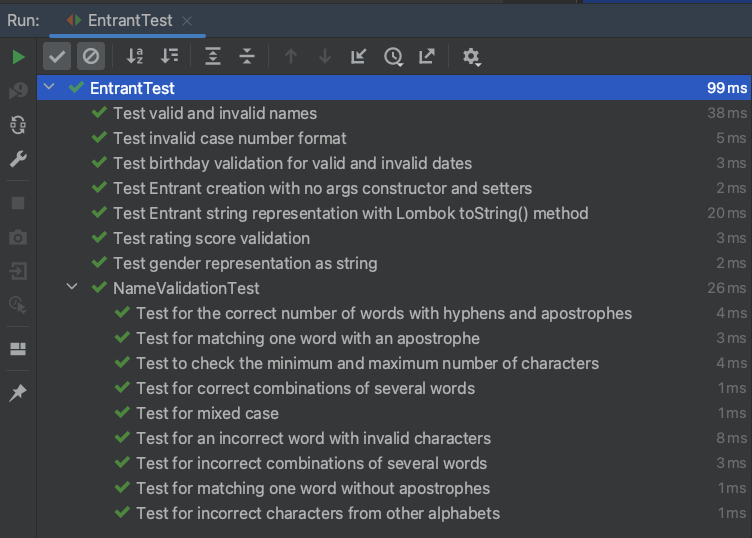 Run: EntrantTest
EntrantTest 99 ms
Test valid and invalid names 38 ms
Test invalid case number format 5 ms
Test birthday validation for valid and invalid dates 3 ms
Test Entrant creation with no args constructor and setters 2 ms
Test Entrant string representation with Lombok toString() method 20 ms
Test rating score validation 3 ms
Test gender representation as string 2 ms
NameValidationTest 26 ms
Test for the correct number of words with hyphens and apostrophes 4 ms
Test for matching one word with an apostrophe 3 ms
Test to check the minimum and maximum number of characters 4 ms
Test for correct combinations of several words 1 ms
Test for mixed case 1 ms
Test for an incorrect word with invalid characters 8 ms
Test for incorrect combinations of several words 3 ms
Test for matching one word without apostrophes 1 ms
Test for incorrect characters from other alphabets 1 ms